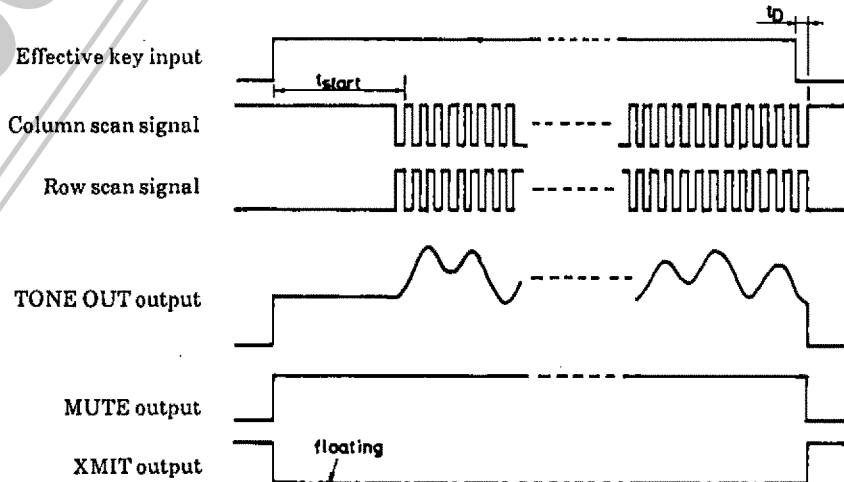 tD
Effective key input
tstart
Column scan signal
Row scan signal
TONE OUT output
MUTE output
floating
XMIT output